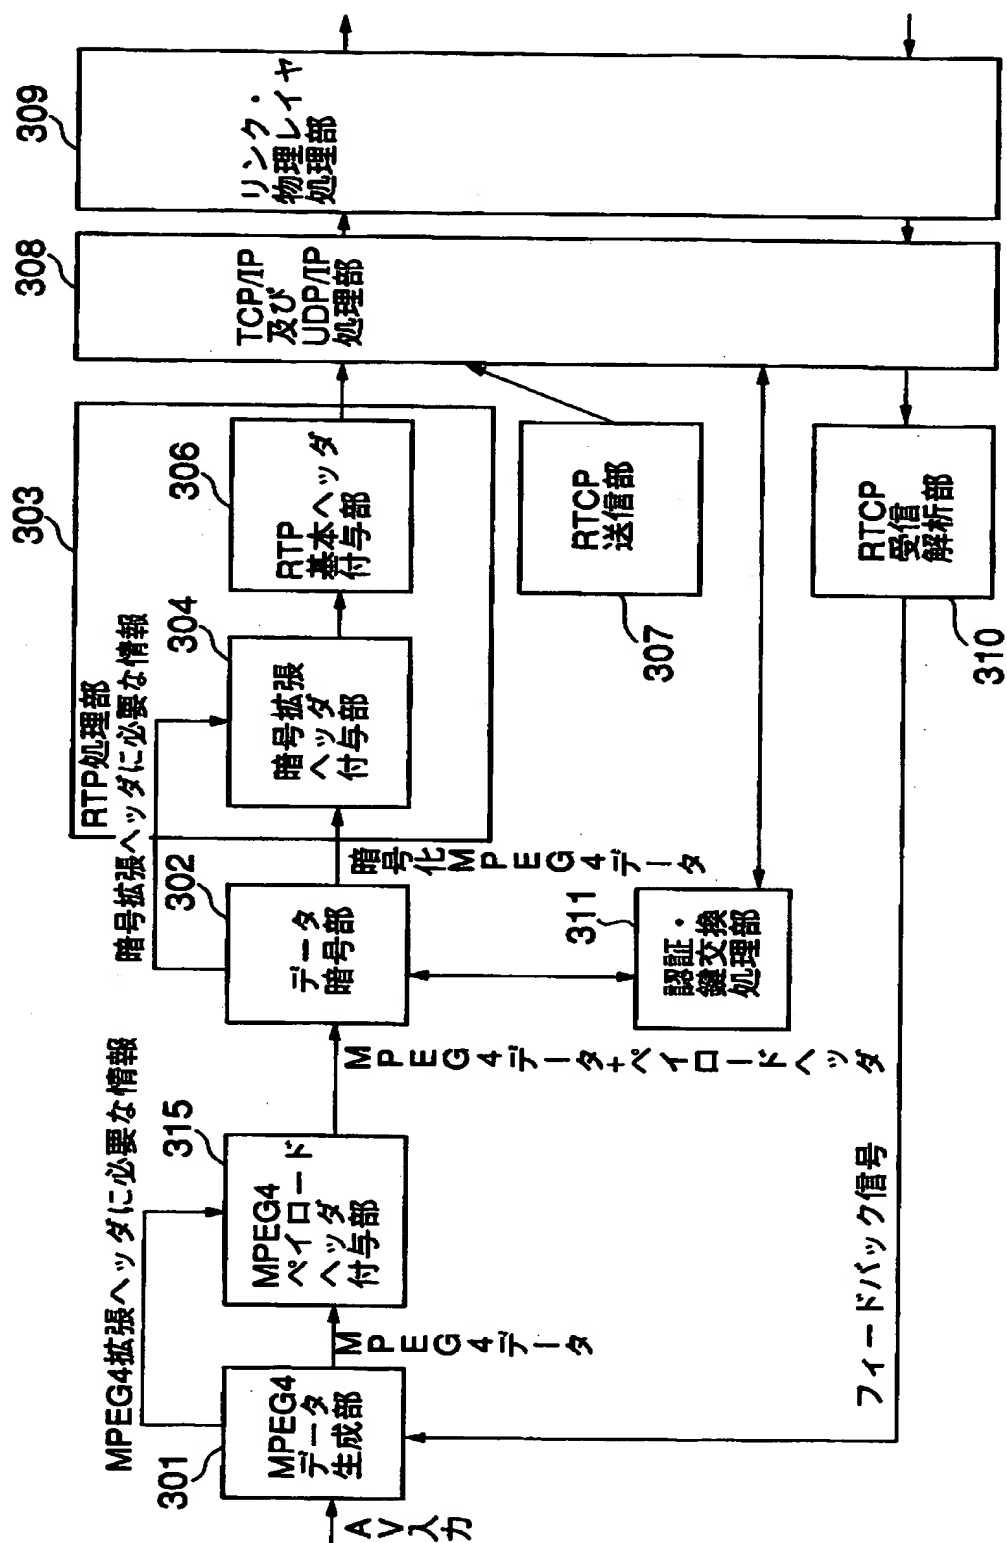 AV入力
301
MPEG4
データ
生成部
MPEG4拡張ヘッダに必要な情報
MPEG4データ
315
MPEG4
ペイロード
ヘッダ
付与部
MPEG4データ+ペイロードヘッダ
302
データ
暗号部
暗号拡張ヘッダに必要な情報
暗号化MPEG4データ
311
認証・
鍵交換
処理部
303
RTP処理部
304
暗号拡張
ヘッダ
付与部
306
RTP
基本ヘッダ
付与部
307
RTCP
送信部
310
RTCP
受信
解析部
フィードバック信号
308
TCP/IP
及び
UDP/IP
処理部
309
リンク・
物理レイヤ
処理部